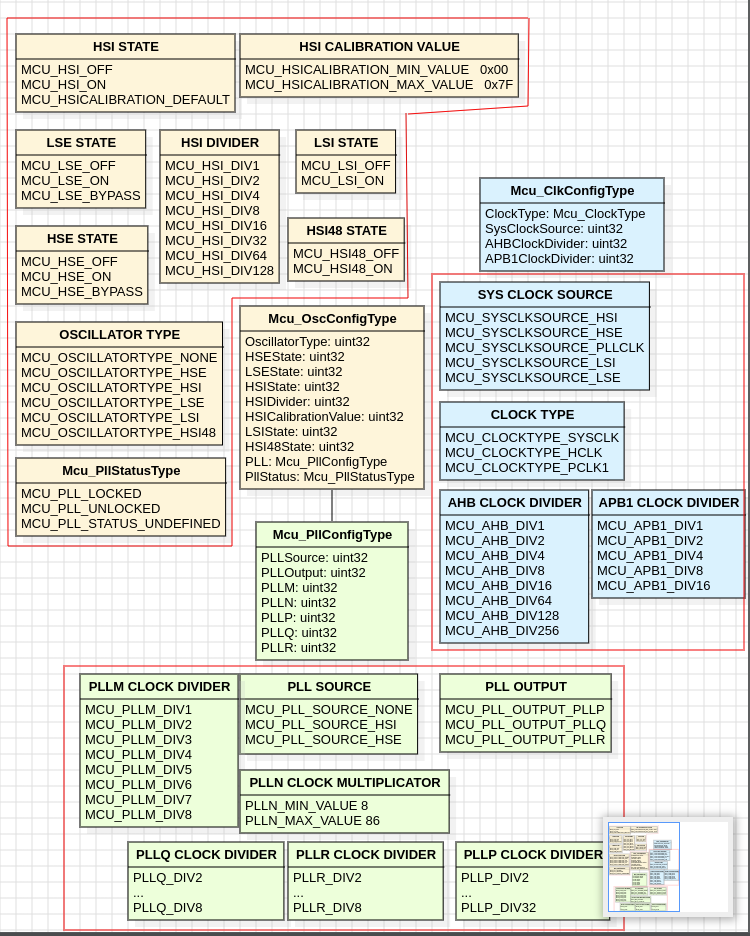 HSI STATE
MCU_HSI_OFF
MCU_HSI_ON
MCU_HSICALIBRATION_DEFAULT
HSI CALIBRATION VALUE
MCU_HSICALIBRATION_MIN_VALUE 0x00
MCU_HSICALIBRATION_MAX_VALUE 0x7F
LSE STATE
MCU_LSE_OFF
MCU_LSE_ON
MCU_LSE_BYPASS
HSI DIVIDER
MCU_HSI_DIV1
MCU_HSI_DIV2
MCU_HSI_DIV4
MCU_HSI_DIV8
MCU_HSI_DIV16
MCU_HSI_DIV32
MCU_HSI_DIV64
MCU_HSI_DIV128
LSI STATE
MCU_LSI_OFF
MCU_LSI_ON
HSI48 STATE
MCU_HSI48_OFF
MCU_HSI48_ON
HSE STATE
MCU_HSE_OFF
MCU_HSE_ON
MCU_HSE_BYPASS
Mcu_ClkConfigType
ClockType: Mcu_ClockType
SysClockSource: uint32
AHBClockDivider: uint32
APB1ClockDivider: uint32
OSCILLATOR TYPE
MCU_OSCILLATORTYPE_NONE
MCU_OSCILLATORTYPE_HSE
MCU_OSCILLATORTYPE_HSI
MCU_OSCILLATORTYPE_LSE
MCU_OSCILLATORTYPE_LSI
MCU_OSCILLATORTYPE_HSI48
Mcu_OscConfigType
OscillatorType: uint32
HSEState: uint32
LSEState: uint32
HSIState: uint32
HSIDivider: uint32
HSICalibrationValue: uint32
LSIState: uint32
HSI48State: uint32
PLL: Mcu_PllConfigType
PllStatus: Mcu_PllStatusType
SYS CLOCK SOURCE
MCU_SYSCLKSOURCE_HSI
MCU_SYSCLKSOURCE_HSE
MCU_SYSCLKSOURCE_PLLCLK
MCU_SYSCLKSOURCE_LSI
MCU_SYSCLKSOURCE_LSE
CLOCK TYPE
MCU_CLOCKTYPE_SYSCLK
MCU_CLOCKTYPE_HCLK
MCU_CLOCKTYPE_PCLK1
Mcu_PllStatusType
MCU_PLL_LOCKED
MCU_PLL_UNLOCKED
MCU_PLL_STATUS_UNDEFINED
AHB CLOCK DIVIDER
MCU_AHB_DIV1
MCU_AHB_DIV2
MCU_AHB_DIV4
MCU_AHB_DIV8
MCU_AHB_DIV16
MCU_AHB_DIV64
MCU_AHB_DIV128
MCU_AHB_DIV256
APB1 CLOCK DIVIDER
MCU_APB1_DIV1
MCU_APB1_DIV2
MCU_APB1_DIV4
MCU_APB1_DIV8
MCU_APB1_DIV16
Mcu_PllConfigType
PLLSource: uint32
PLLOutput: uint32
PLLM: uint32
PLLN: uint32
PLLP: uint32
PLLQ: uint32
PLLR: uint32
PLLM CLOCK DIVIDER
MCU_PLLM_DIV1
MCU_PLLM_DIV2
MCU_PLLM_DIV3
MCU_PLLM_DIV4
MCU_PLLM_DIV5
MCU_PLLM_DIV6
MCU_PLLM_DIV7
MCU_PLLM_DIV8
PLL SOURCE
MCU_PLL_SOURCE_NONE
MCU_PLL_SOURCE_HSI
MCU_PLL_SOURCE_HSE
PLL OUTPUT
MCU_PLL_OUTPUT_PLLP
MCU_PLL_OUTPUT_PLLQ
MCU_PLL_OUTPUT_PLLR
PLLN CLOCK MULTIPLICATOR
PLLN_MIN_VALUE 8
PLLN_MAX_VALUE 86
PLLQ CLOCK DIVIDER
PLLQ_DIV2
...
PLLQ_DIV8
PLLR CLOCK DIVIDER
PLLR_DIV2
...
PLLR_DIV8
PLLP CLOCK DIVIDER
PLLP_DIV2
...
PLLP_DIV32